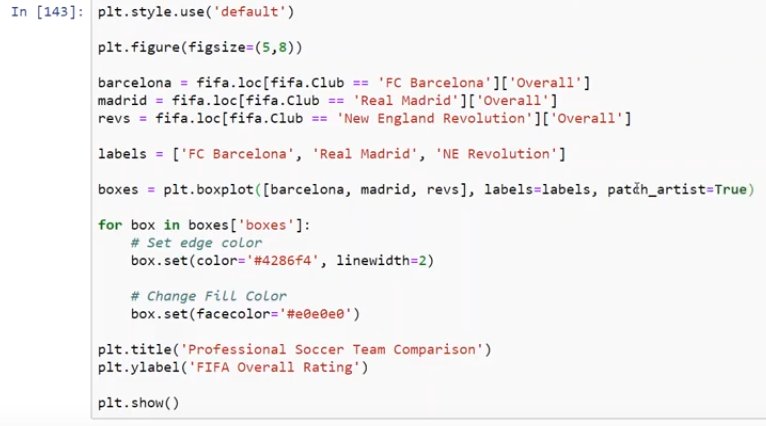 In [143]: plt.style.use('default')
plt.figure(figsize=(5,8))
barcelona = fifa.loc[fifa.Club == 'FC Barcelona']['Overall']
madrid = fifa.loc[fifa.Club == 'Real Madrid']['Overall']
revs = fifa.loc[fifa.Club == 'New England Revolution']['Overall']
labels = ['FC Barcelona', 'Real Madrid', 'NE Revolution']
boxes = plt.boxplot([barcelona, madrid, revs], labels=labels, patch_artist=True)
for box in boxes['boxes']:
    # Set edge color
    box.set(color='#4286f4', linewidth=2)
    # Change Fill Color
    box.set(facecolor='#e0e0e0')
plt.title('Professional Soccer Team Comparison')
plt.ylabel('FIFA Overall Rating')
plt.show()